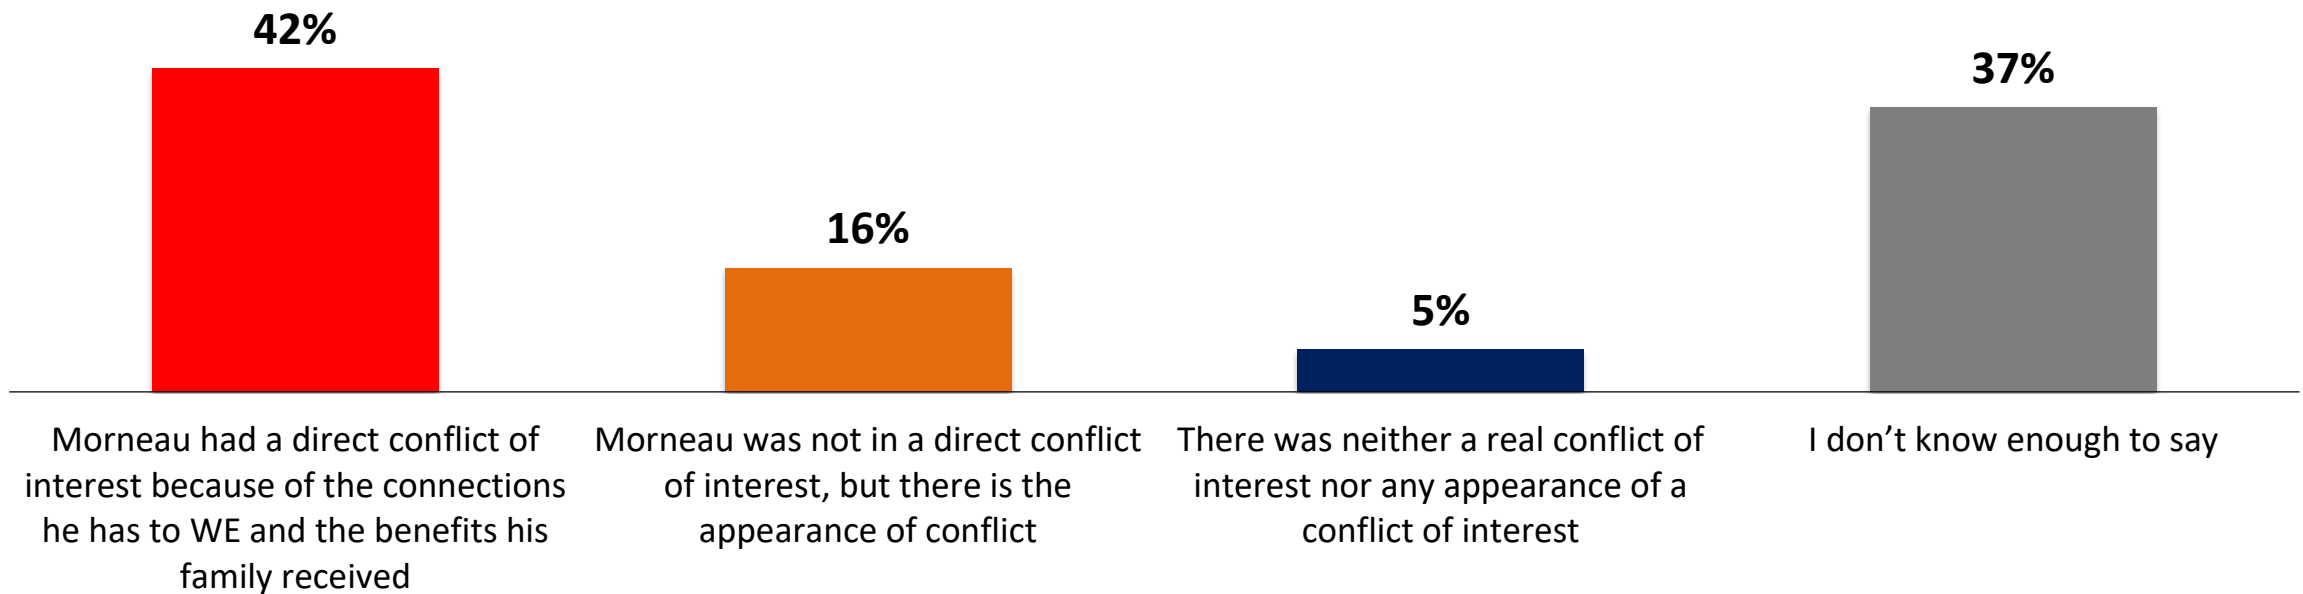 42%
37%
16%
5%
Morneau had a direct conflict of
interest because of the connections
he has to WE and the benefits his
family received
Morneau was not in a direct conflict
of interest, but there is the
appearance of conflict
There was neither a real conflict of
interest nor any appearance of a
conflict of interest
I don’t know enough to say